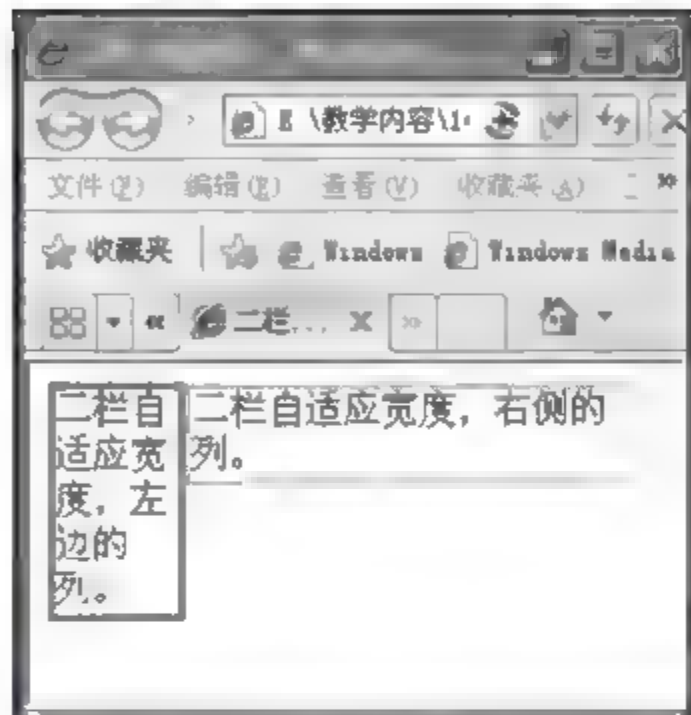 E \教学内容\1
文件(F) 编辑(E) 查看(V) 收藏夹(A)
收藏夹 Windows Windows Media
二栏...
二栏自
适应宽
度，左
边的
列。
二栏自适应宽度，右侧的
列。